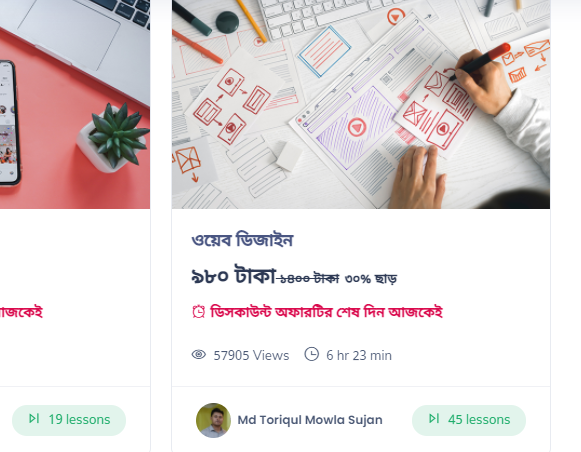 ওয়েব ডিজাইন
৯৮০ টাকা ১৪০০ টাকা ৩০% ছাড়
ডিসকাউন্ট অফারটির শেষ দিন আজকেই
আজকেই
57905 Views 6 hr 23 min
19 lessons
Md Toriqul Mowla Sujan
45 lessons